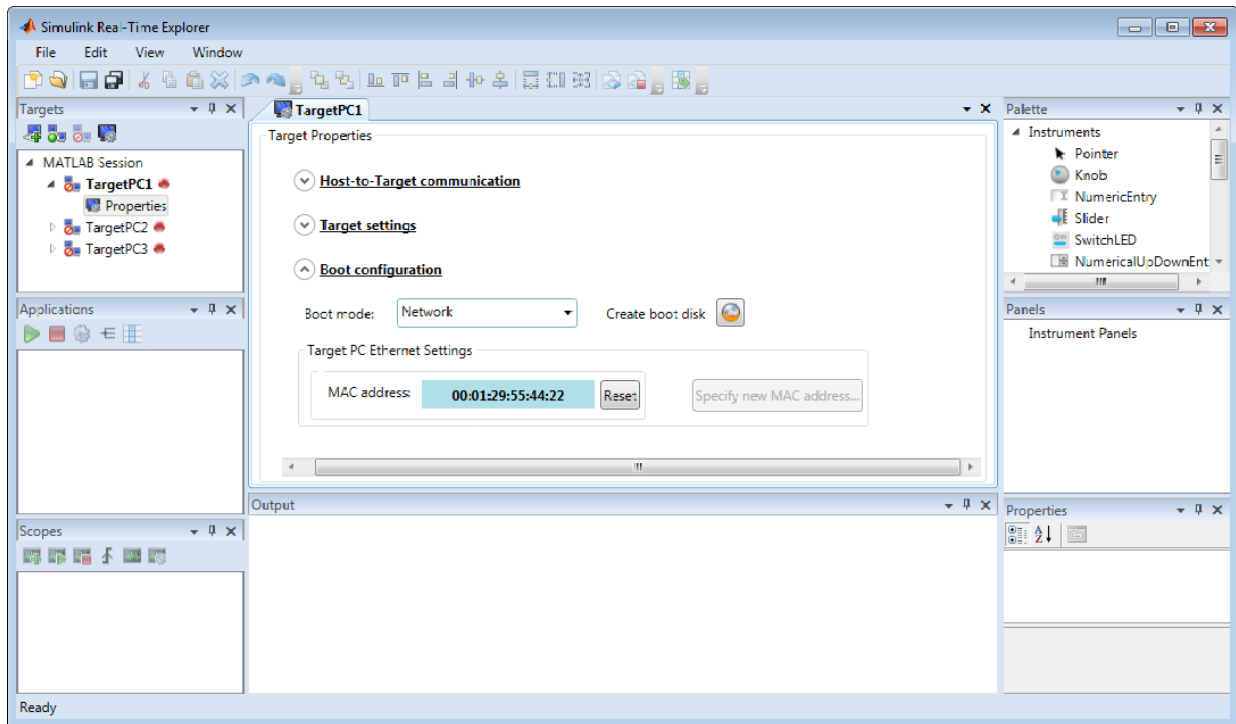 Simulink Real-Time Explorer
File Edit View Window
Targets
MATLAB Session
TargetPC1
Properties
TargetPC2
TargetPC3
Applications
Scopes
TargetPC1
Target Properties
Host-to-Target communication
Target settings
Boot configuration
Boot mode: Network Create boot disk
Target PC Ethernet Settings
MAC address: 00:01:29:55:44:22 Reset Specify new MAC address...
Output
Palette
Instruments
Pointer
Knob
NumericEntry
Slider
SwitchLED
NumericalUpDownEnt
Panels
Instrument Panels
Properties
Ready